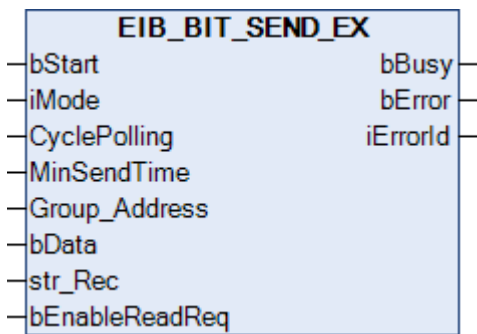 EIB_BIT_SEND_EX
bStart bBusy
iMode bError
CyclePolling iErrorId
MinSendTime
Group_Address
bData
str_Rec
bEnableReadReq